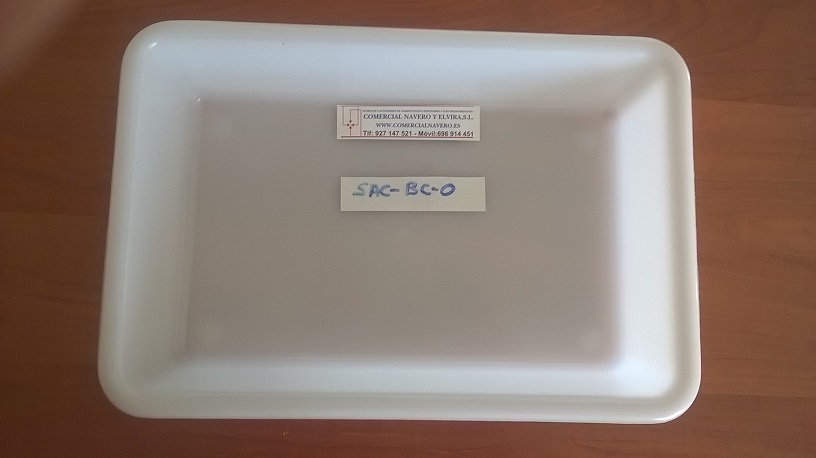 COMERCIAL NAVERO Y ELVIRA,S.L.
WWW.COMERCIALNAVERO.ES
Tlf: 927 147 521 - Móvil:696 914 451
SAC-BC-0